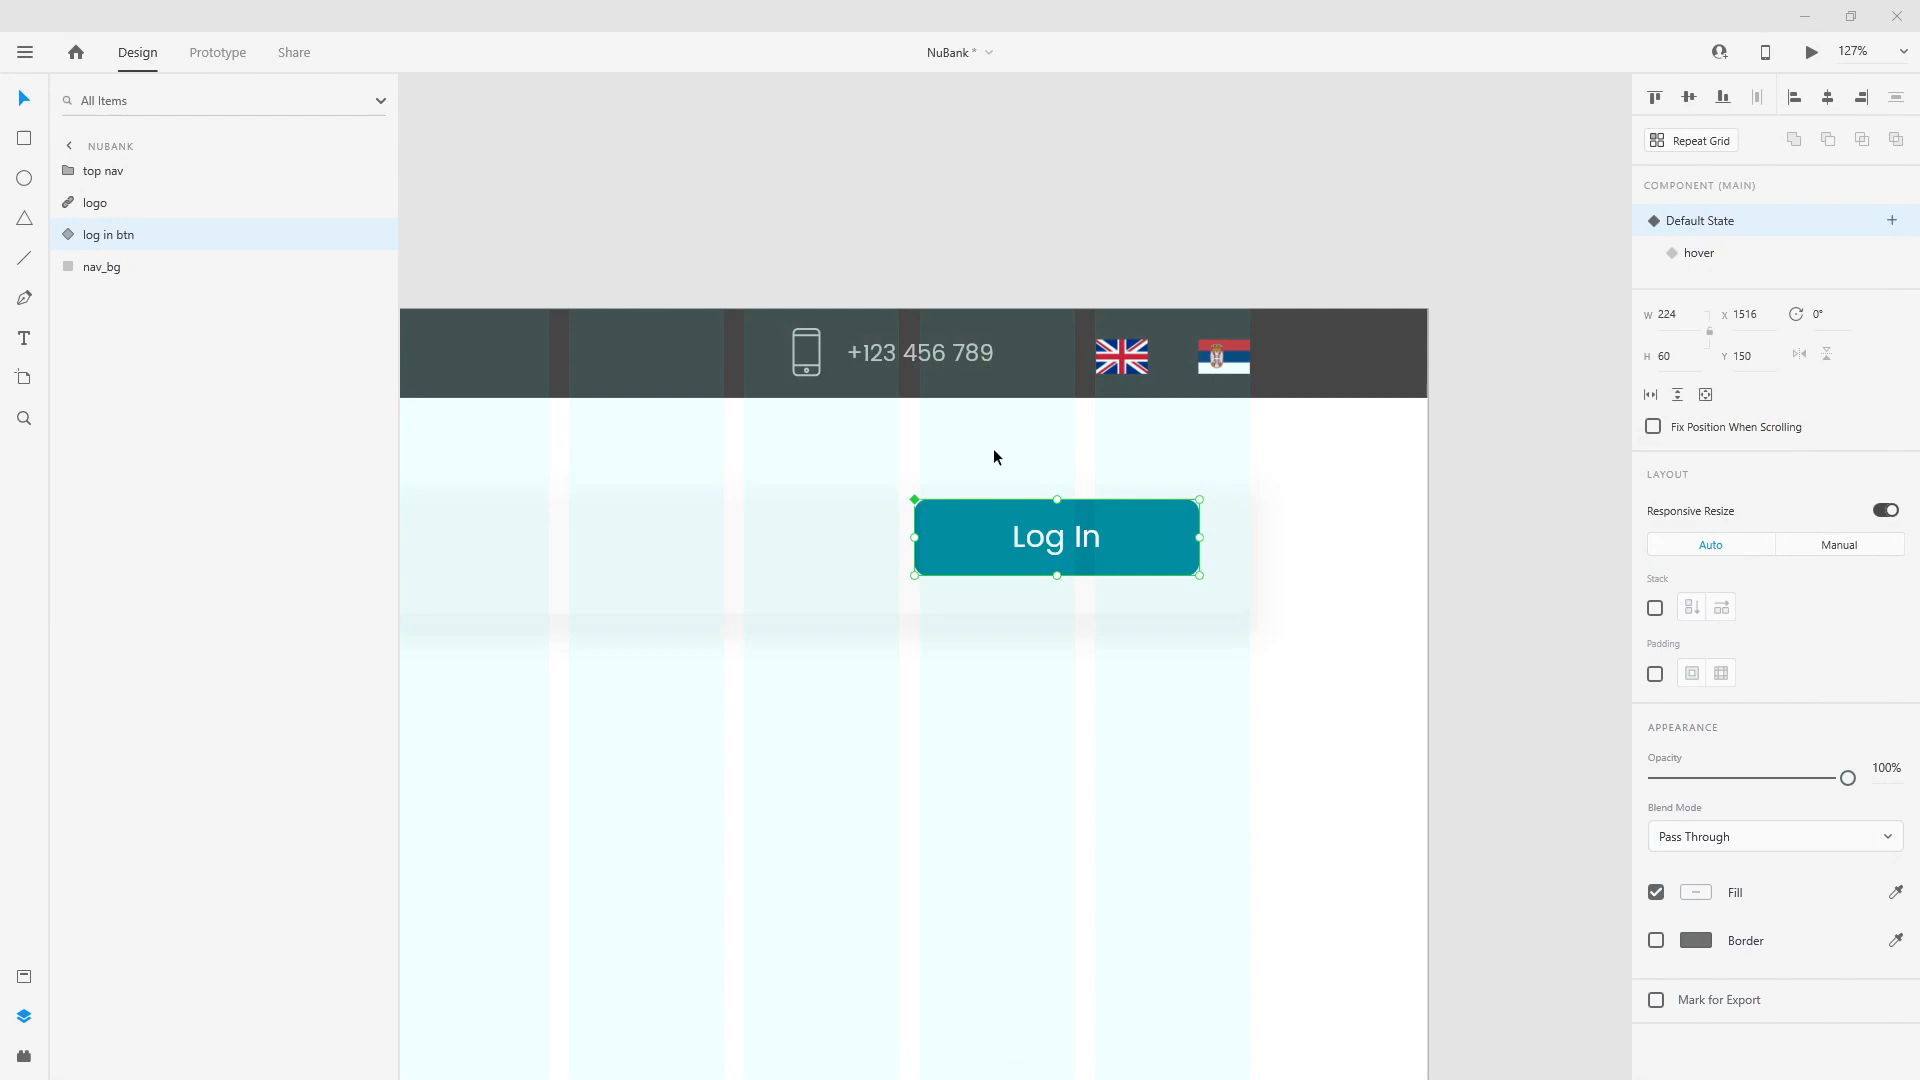 Design
Prototype
Share
NuBank *
127%
All Items
NUBANK
top nav
logo
log in btn
nav_bg
+123 456 789
Log In
Repeat Grid
COMPONENT (MAIN)
Default State
hover
W 224
X 1516
0°
H 60
Y 150
Fix Position When Scrolling
LAYOUT
Responsive Resize
Auto
Manual
Stack
Padding
APPEARANCE
Opacity
100%
Blend Mode
Pass Through
Fill
Border
Mark for Export